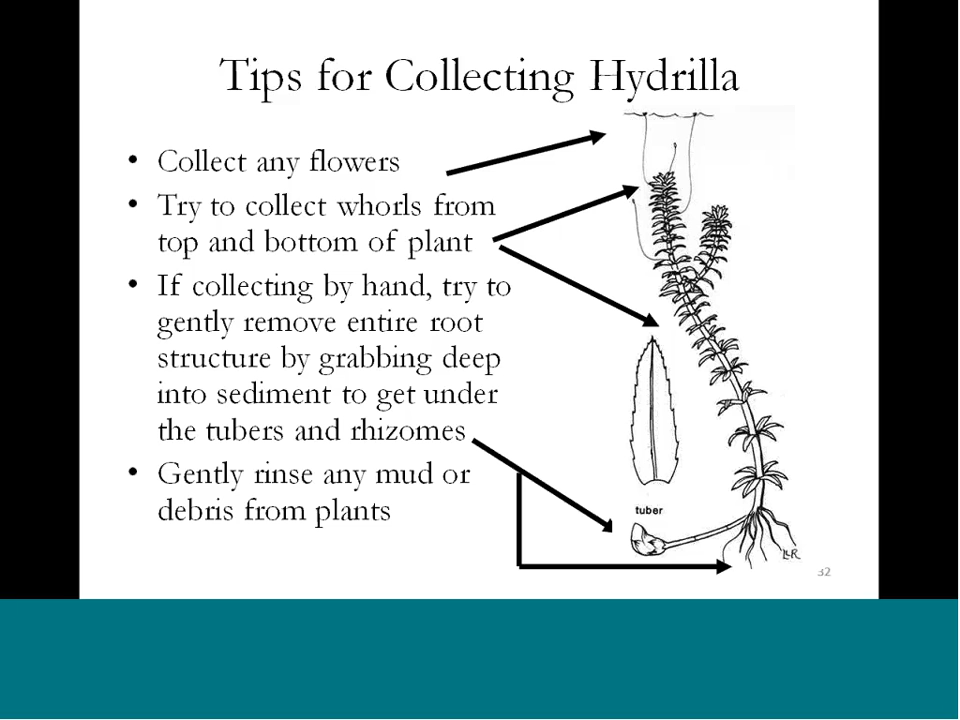 Tips for Collecting Hydrilla
• Collect any flowers
• Try to collect whorls from
top and bottom of plant
• If collecting by hand, try to
gently remove entire root
structure by grabbing deep
into sediment to get under
the tubers and rhizomes
• Gently rinse any mud or
debris from plants
tuber
LLR
32